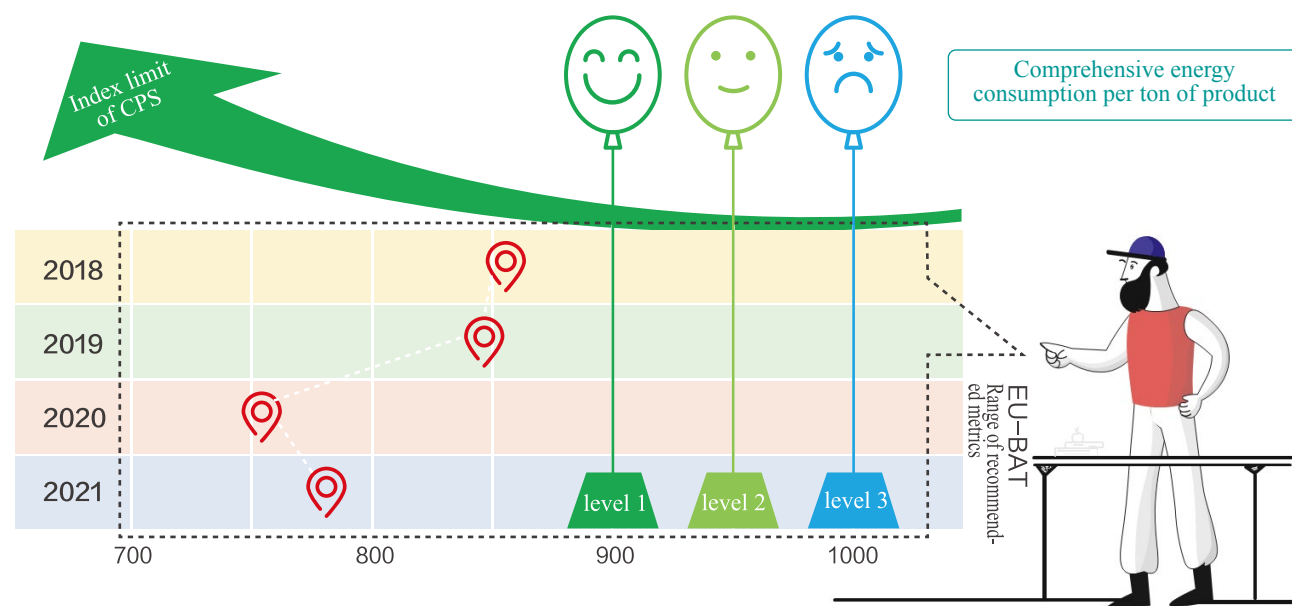 Index limit
of CPS
Comprehensive energy
consumption per ton of product
2018
2019
2020
2021
level 1
level 2
level 3
EU–BAT
Range of recommend-
ed metrics
700
800
900
1000